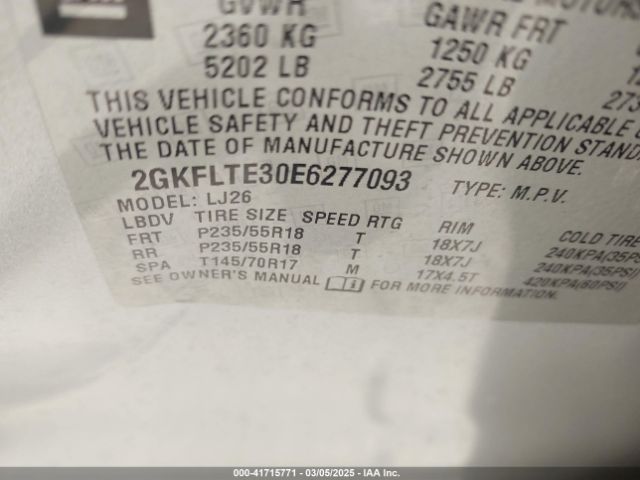 GVWR GAWR FRT
2360 KG 1250 KG
5202 LB 2755 LB
THIS VEHICLE CONFORMS TO ALL APPLICABLE
VEHICLE SAFETY AND THEFT PREVENTION
THE DATE OF MANUFACTURE SHOWN ABOVE.
2GKFLTE30E6277093 TYPE: M.P.V.
MODEL: LJ26
LBDV TIRE SIZE SPEED RTG RIM COLD TIRE
FRT P235/55R18 T 18X7J 240KPA(35PSI
RR P235/55R18 T 18X7J 240KPA(35PSI)
SPA T145/70R17 M 17X4.5T 420KPA(60PSI)
SEE OWNER'S MANUAL FOR MORE INFORMATION.
000-41715771 - 03/05/2025 - IAA Inc.